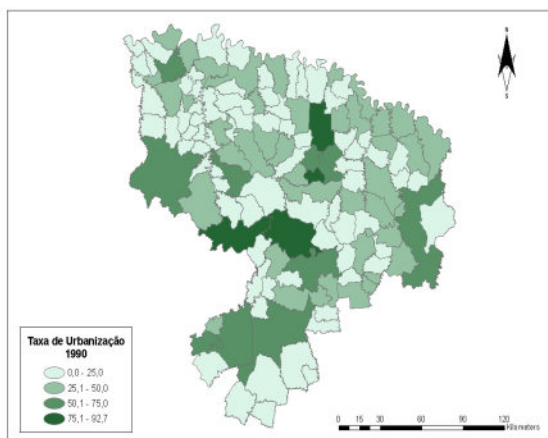 N
S
Taxa de Urbanização
1990
0,0 - 25,0
25,1 - 50,0
50,1 - 75,0
75,1 - 92,7
0 15 30 60 90 120
Kilometers